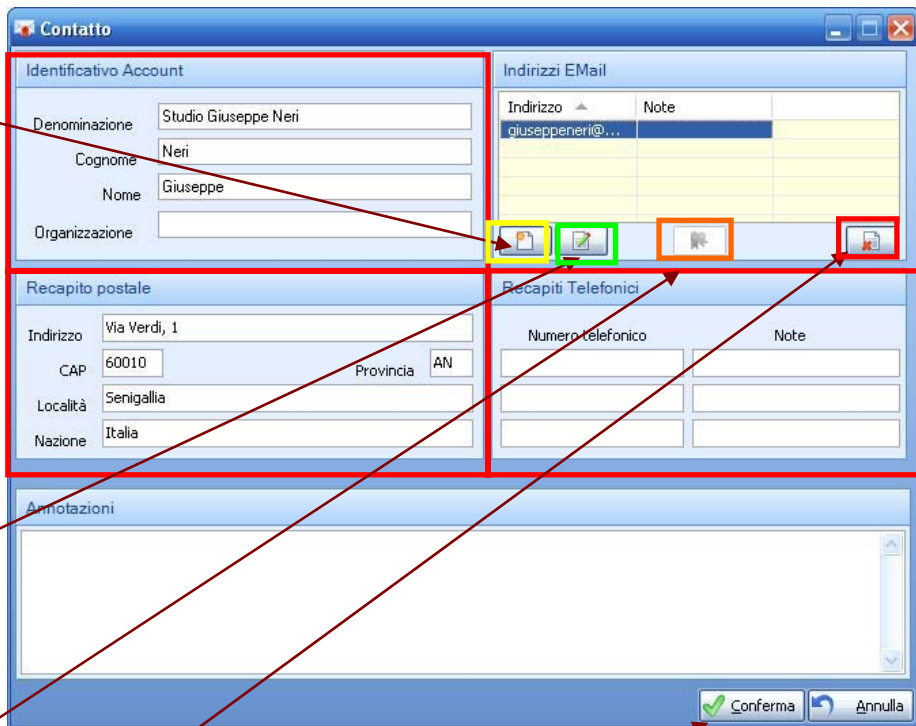 Contatto
Identificativo Account
Denominazione Studio Giuseppe Neri
Cognome Neri
Nome Giuseppe
Organizzazione
Indirizzi EMail
Indirizzo Note
giuseppeneri@...
Recapito postale
Indirizzo Via Verdi, 1
CAP 60010 Provincia AN
Località Senigallia
Nazione Italia
Recapiti Telefonici
Numero telefonico Note
Annotazioni
Conferma Annulla